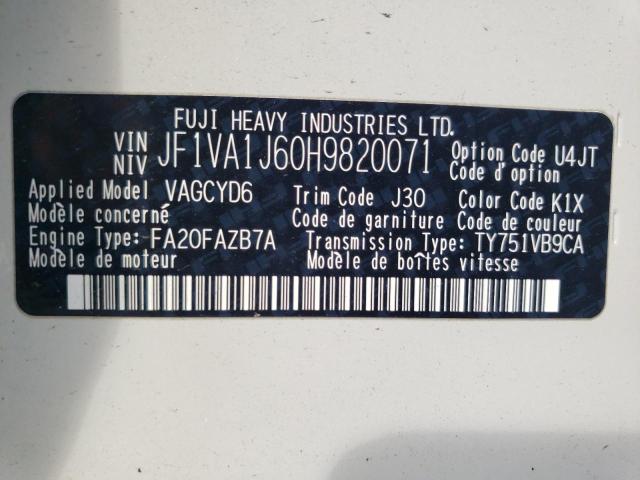 FUJI HEAVY INDUSTRIES LTD.
VIN NIV JF1VA1J60H9820071 Option Code U4JT
Code d'option
Applied Model VAGCYD6 Trim Code J30 Color Code K1X
Modèle concerné Code de garniture Code de couleur
Engine Type: FA20FAZB7A Transmission Type: TY751VB9CA
Modèle de moteur Modèle de boîtes vitesse